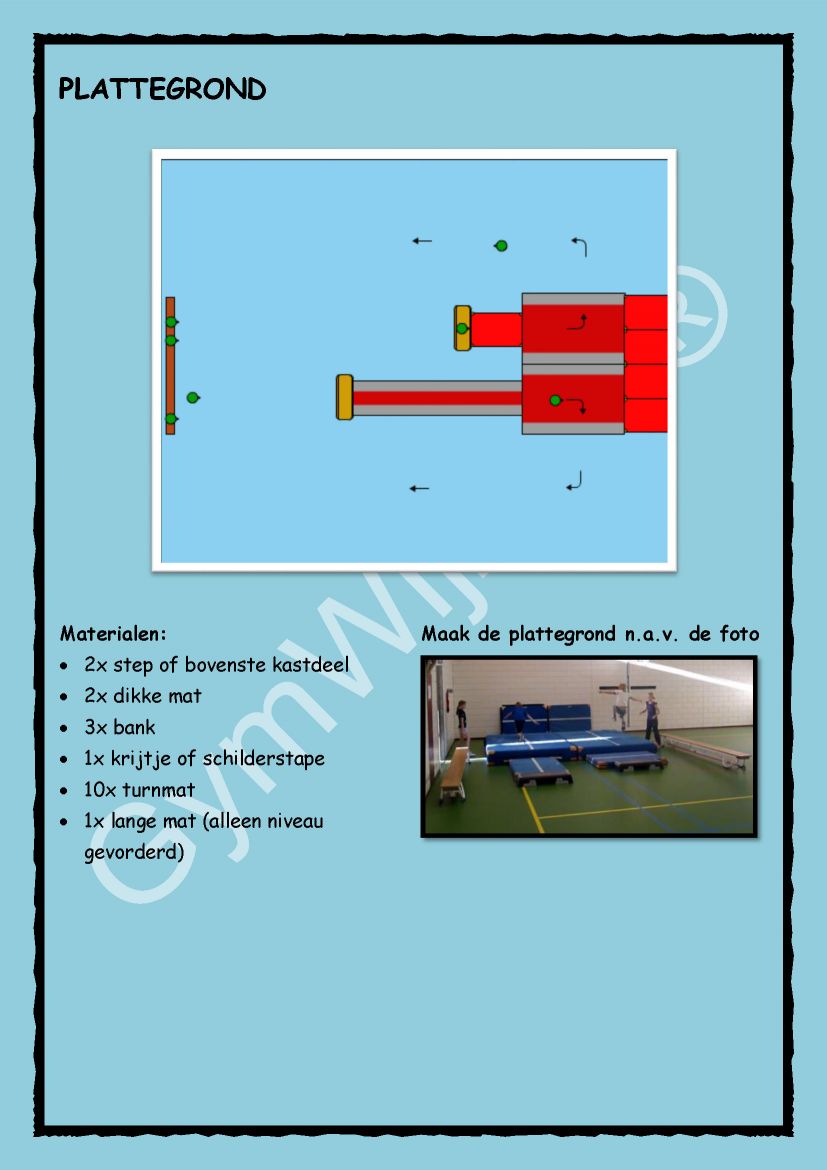 PLATTEGROND
Materialen:
• 2x step of bovenste kastdeel
• 2x dikke mat
• 3x bank
• 1x krijtje of schilderstape
• 10x turnmat
• 1x lange mat (alleen niveau
gevorderd)
Maak de plattegrond n.a.v. de foto